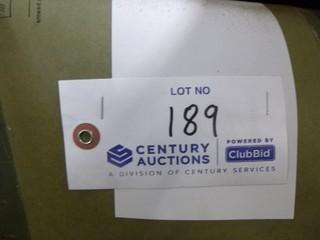 LOT NO
189
CENTURY AUCTIONS
POWERED BY
ClubBid
A DIVISION OF CENTURY SERVICES